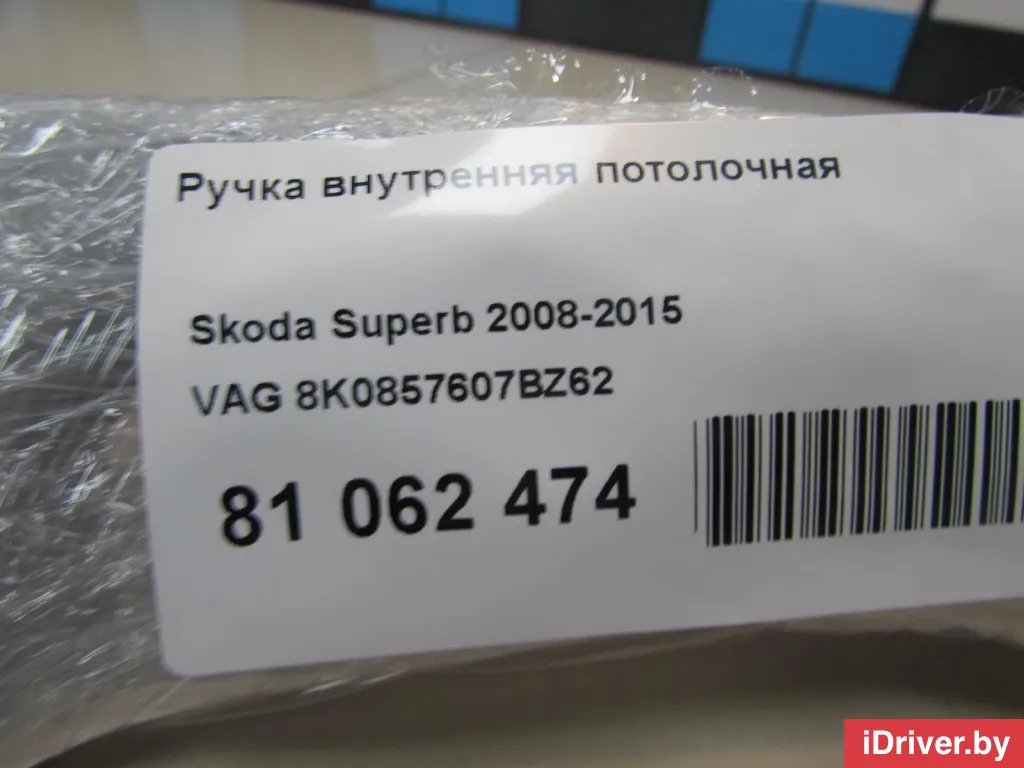 Ручка внутренняя потолочная
Skoda Superb 2008-2015
VAG 8K0857607BZ62
81 062 474
iDriver.by